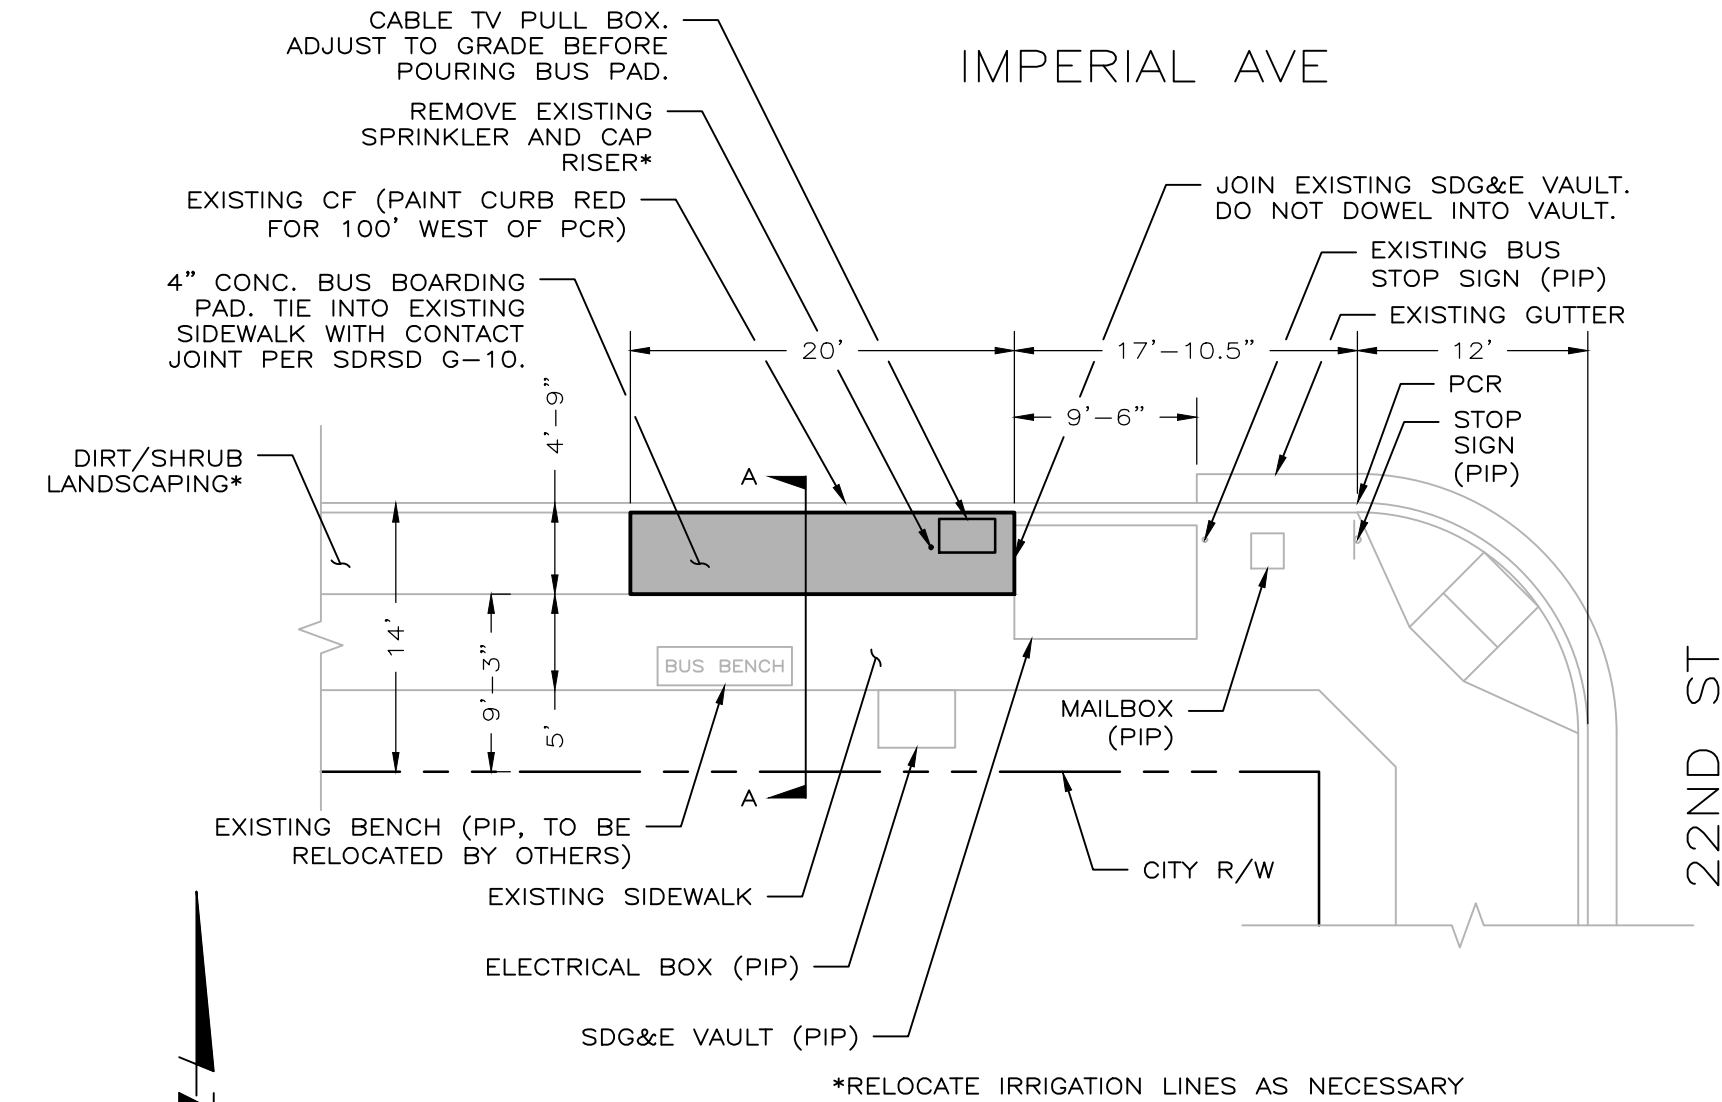 CABLE TV PULL BOX.
ADJUST TO GRADE BEFORE
POURING BUS PAD.
IMPERIAL AVE
REMOVE EXISTING
SPRINKLER AND CAP
RISER*
EXISTING CF (PAINT CURB RED
FOR 100' WEST OF PCR)
JOIN EXISTING SDG&E VAULT.
DO NOT DOWEL INTO VAULT.
EXISTING BUS
STOP SIGN (PIP)
4" CONC. BUS BOARDING
PAD. TIE INTO EXISTING
SIDEWALK WITH CONTACT
JOINT PER SDRSD G-10.
EXISTING GUTTER
20'
17'-10.5"
12'
PCR
9'-6"
4'-9"
STOP
SIGN
(PIP)
DIRT/SHRUB
LANDSCAPING*
A
14'
9'-3"
5'
BUS BENCH
MAILBOX
(PIP)
22ND ST
A
EXISTING BENCH (PIP, TO BE
RELOCATED BY OTHERS)
CITY R/W
EXISTING SIDEWALK
ELECTRICAL BOX (PIP)
SDG&E VAULT (PIP)
*RELOCATE IRRIGATION LINES AS NECESSARY